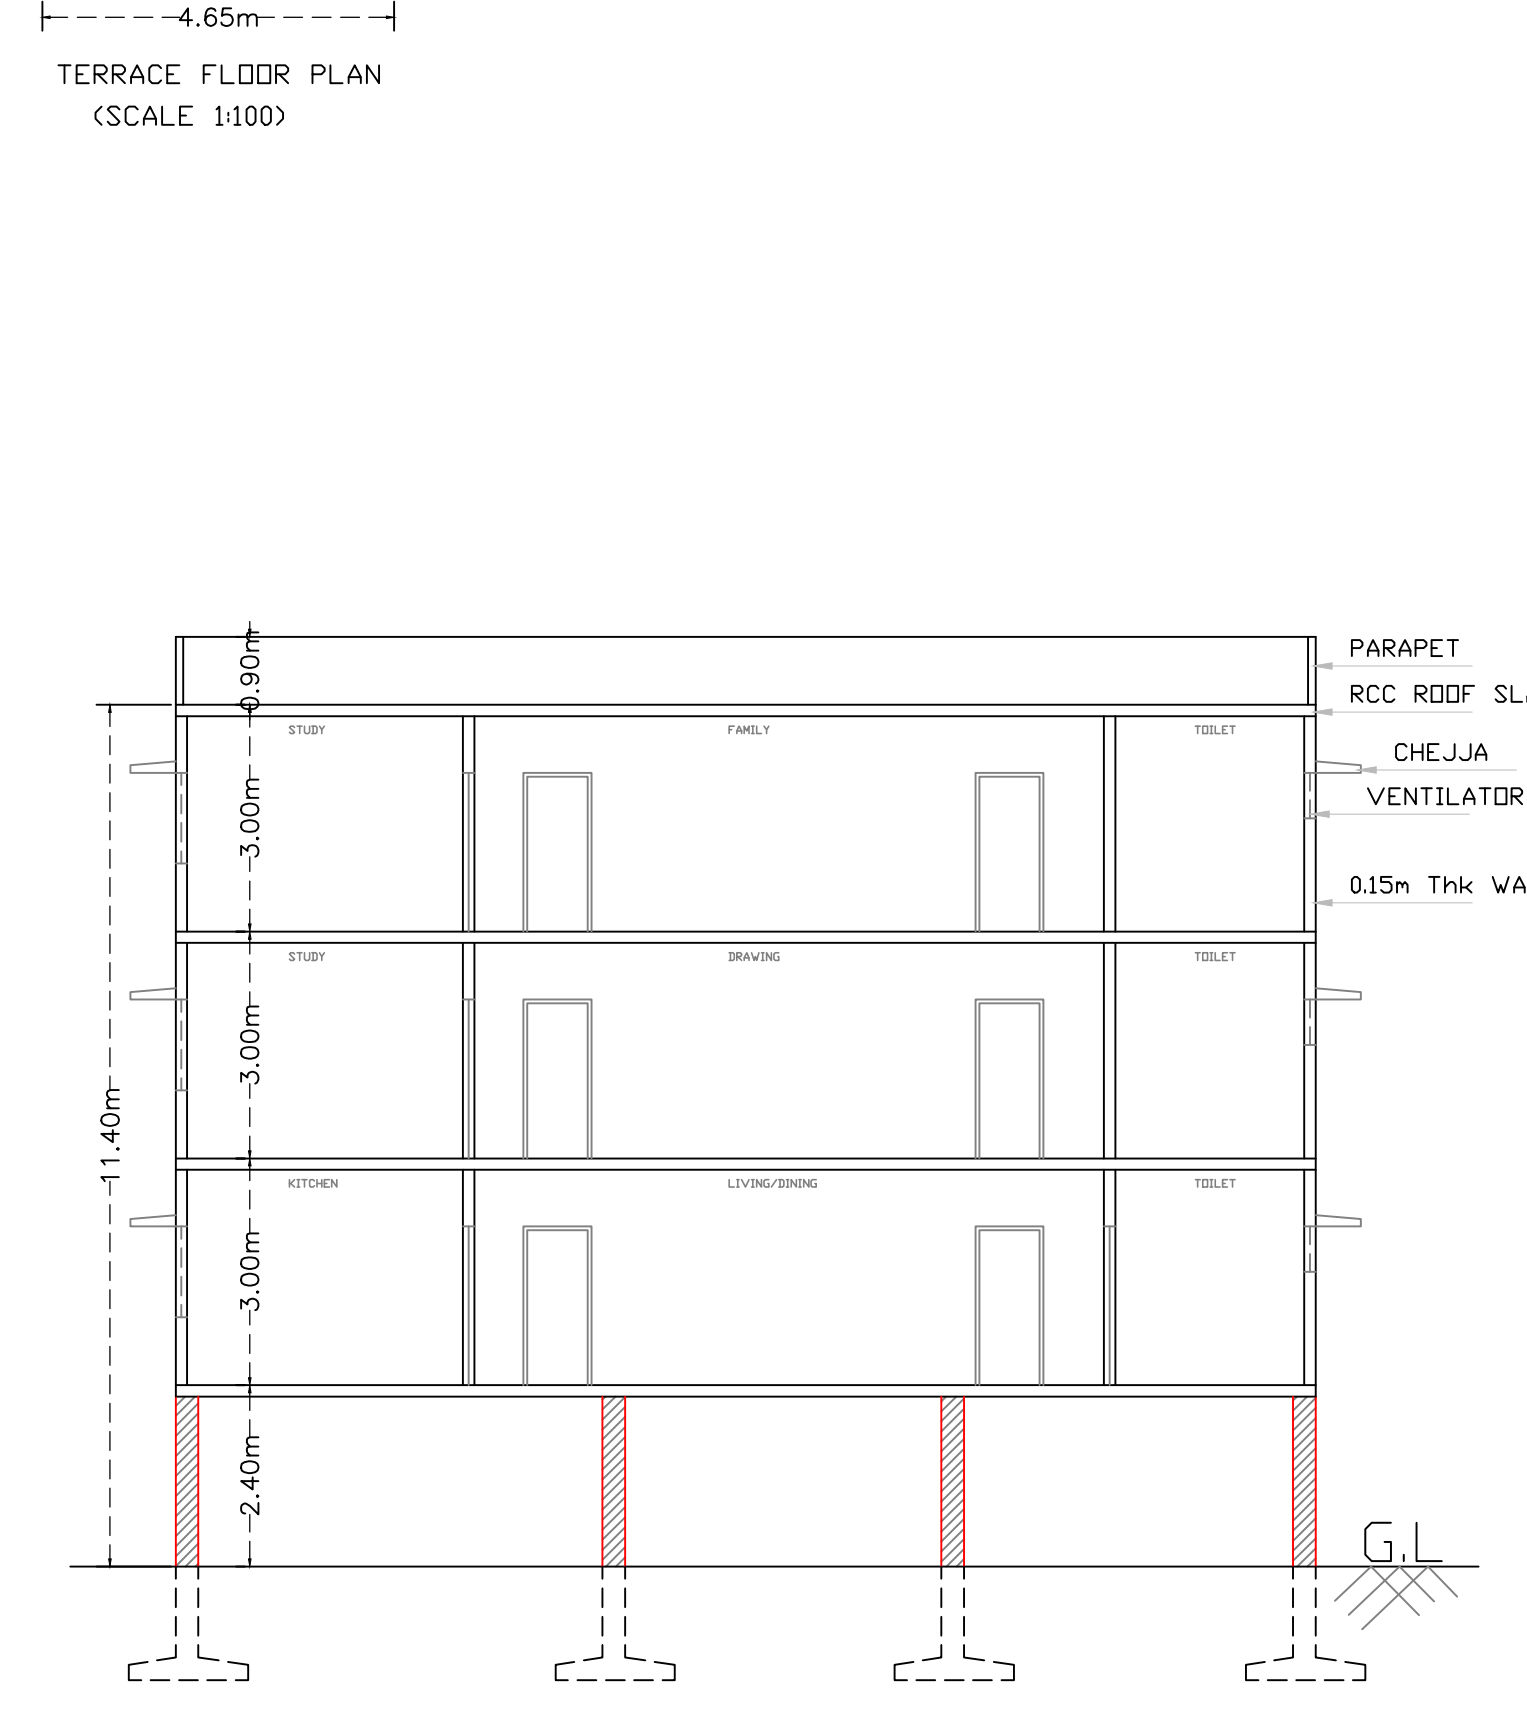 4.65m
TERRACE FLOOR PLAN
(SCALE 1:100)
0.90m
PARAPET
RCC ROOF
STUDY
FAMILY
TOILET
CHEJJA
3.00m
VENTILATOR
0.15m Thk
STUDY
DRAWING
TOILET
3.00m
11.40m
KITCHEN
LIVING/DINING
TOILET
3.00m
2.40m
G.L